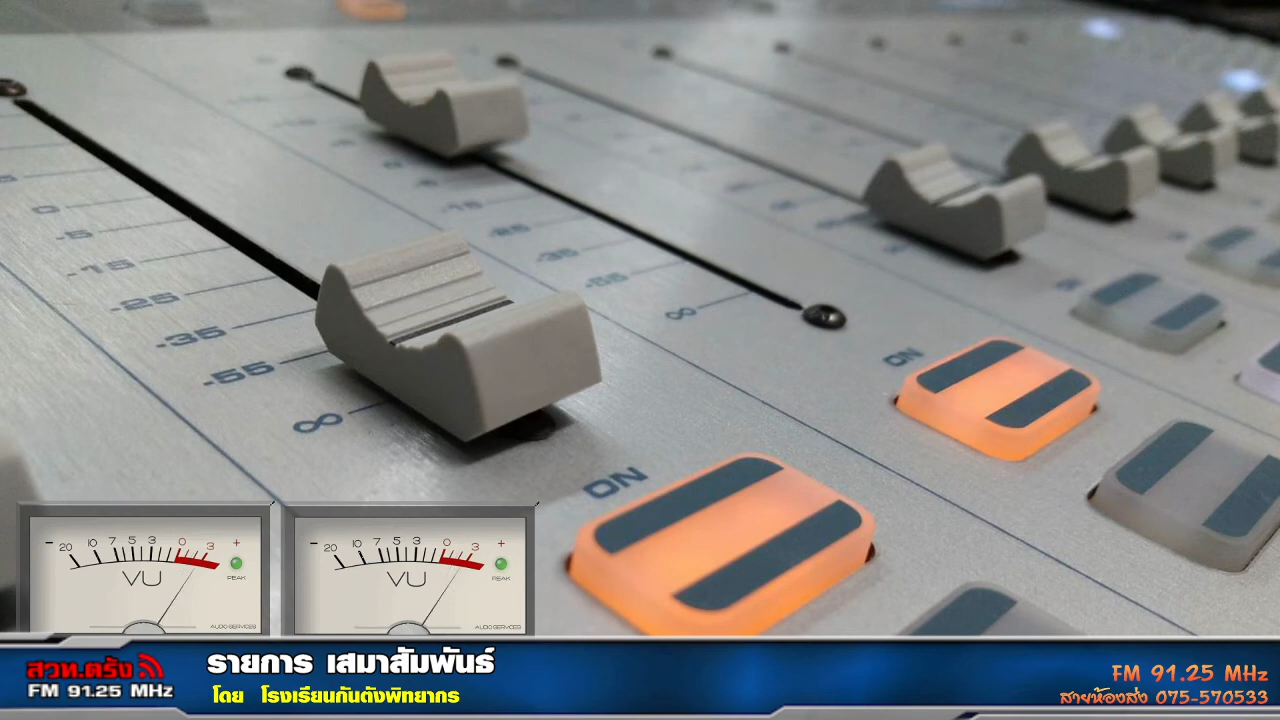 0
-5
-15
-25
-35
-55
∞
-15
-25
-35
-55
∞
ON
ON
- 20 10 7 5 3 0 3 +
VU
PEAK
AUDIO SERVICES
- 20 10 7 5 3 0 3 +
VU
PEAK
AUDIO SERVICES
สวท.ตรัง
FM 91.25 MHz
รายการ เสมาสัมพันธ์
โดย โรงเรียนกันตังพิทยากร
FM 91.25 MHz
สายห้องส่ง 075-570533